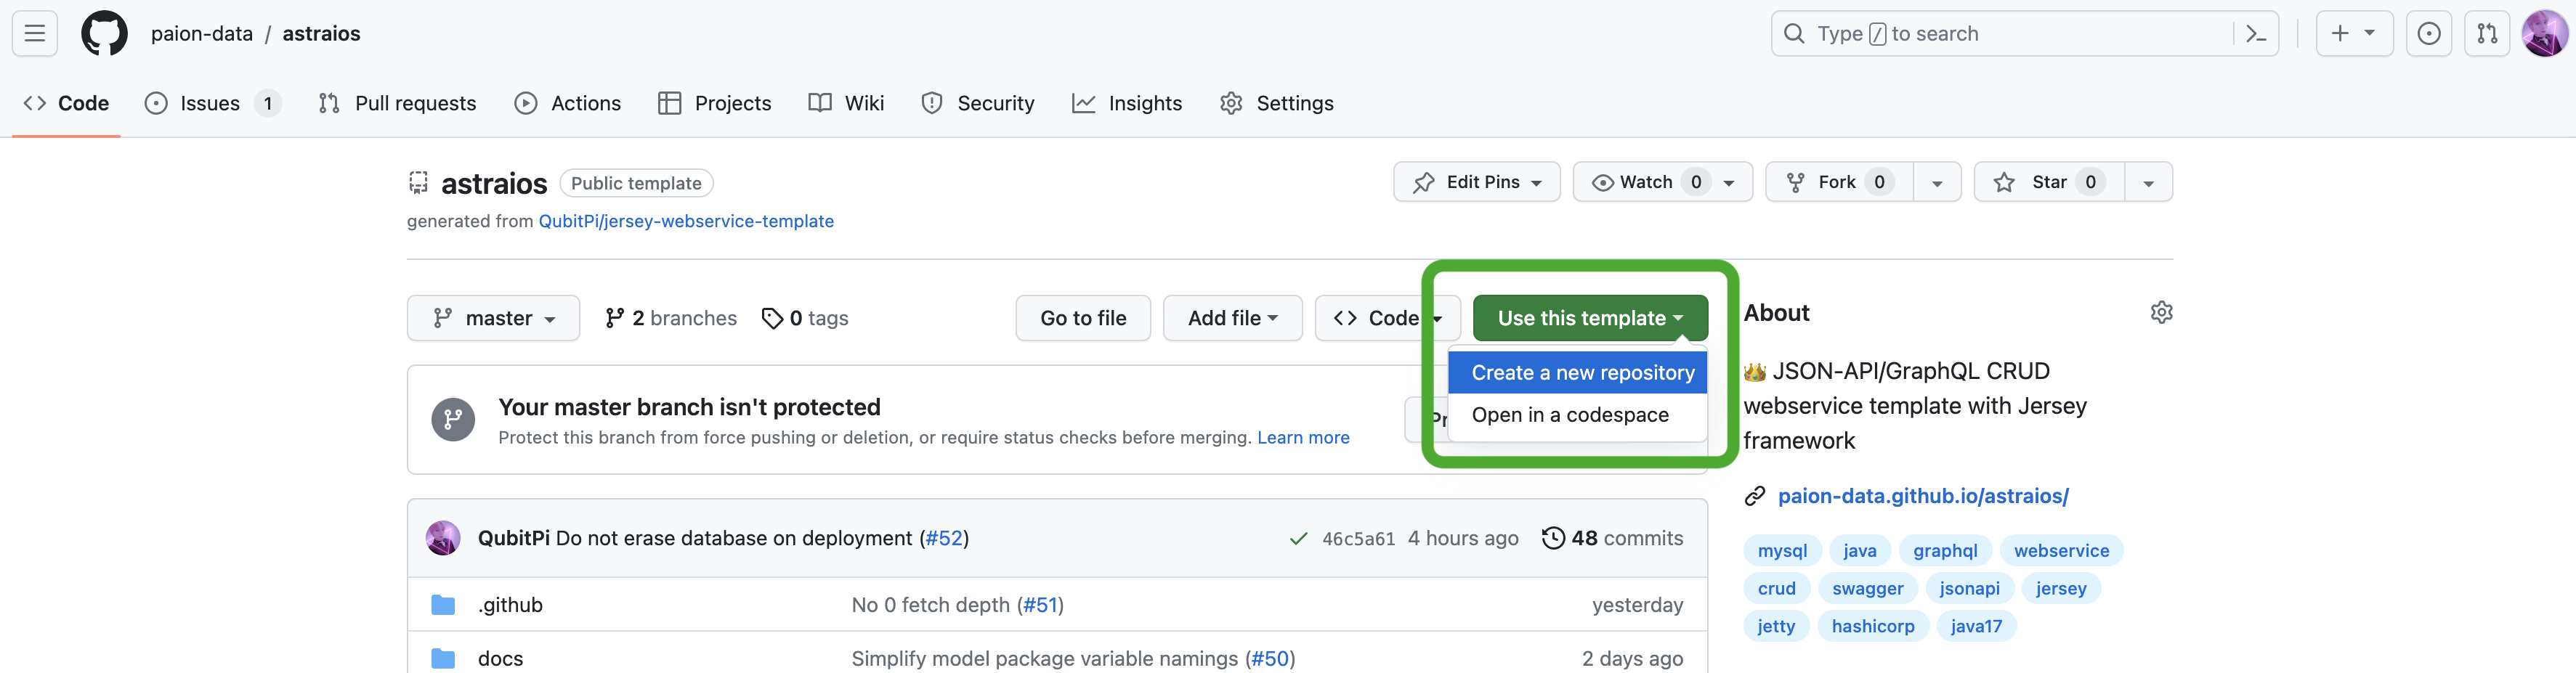 paion-data / astraios
Type / to search
Code
Issues 1
Pull requests
Actions
Projects
Wiki
Security
Insights
Settings
astraios Public template
Edit Pins
Watch 0
Fork 0
Star 0
generated from QubitPi/jersey-webservice-template
master
2 branches
0 tags
Go to file
Add file
Code
Use this template
Create a new repository
Open in a codespace
Your master branch isn't protected
Protect this branch from force pushing or deletion, or require status checks before merging. Learn more
QubitPi Do not erase database on deployment (#52)
46c5a61 4 hours ago
48 commits
.github
No 0 fetch depth (#51)
yesterday
docs
Simplify model package variable namings (#50)
2 days ago
About
👑 JSON-API/GraphQL CRUD
webservice template with Jersey
framework
paion-data.github.io/astraios/
mysql java graphql webservice
crud swagger jsonapi jersey
jetty hashicorp java17